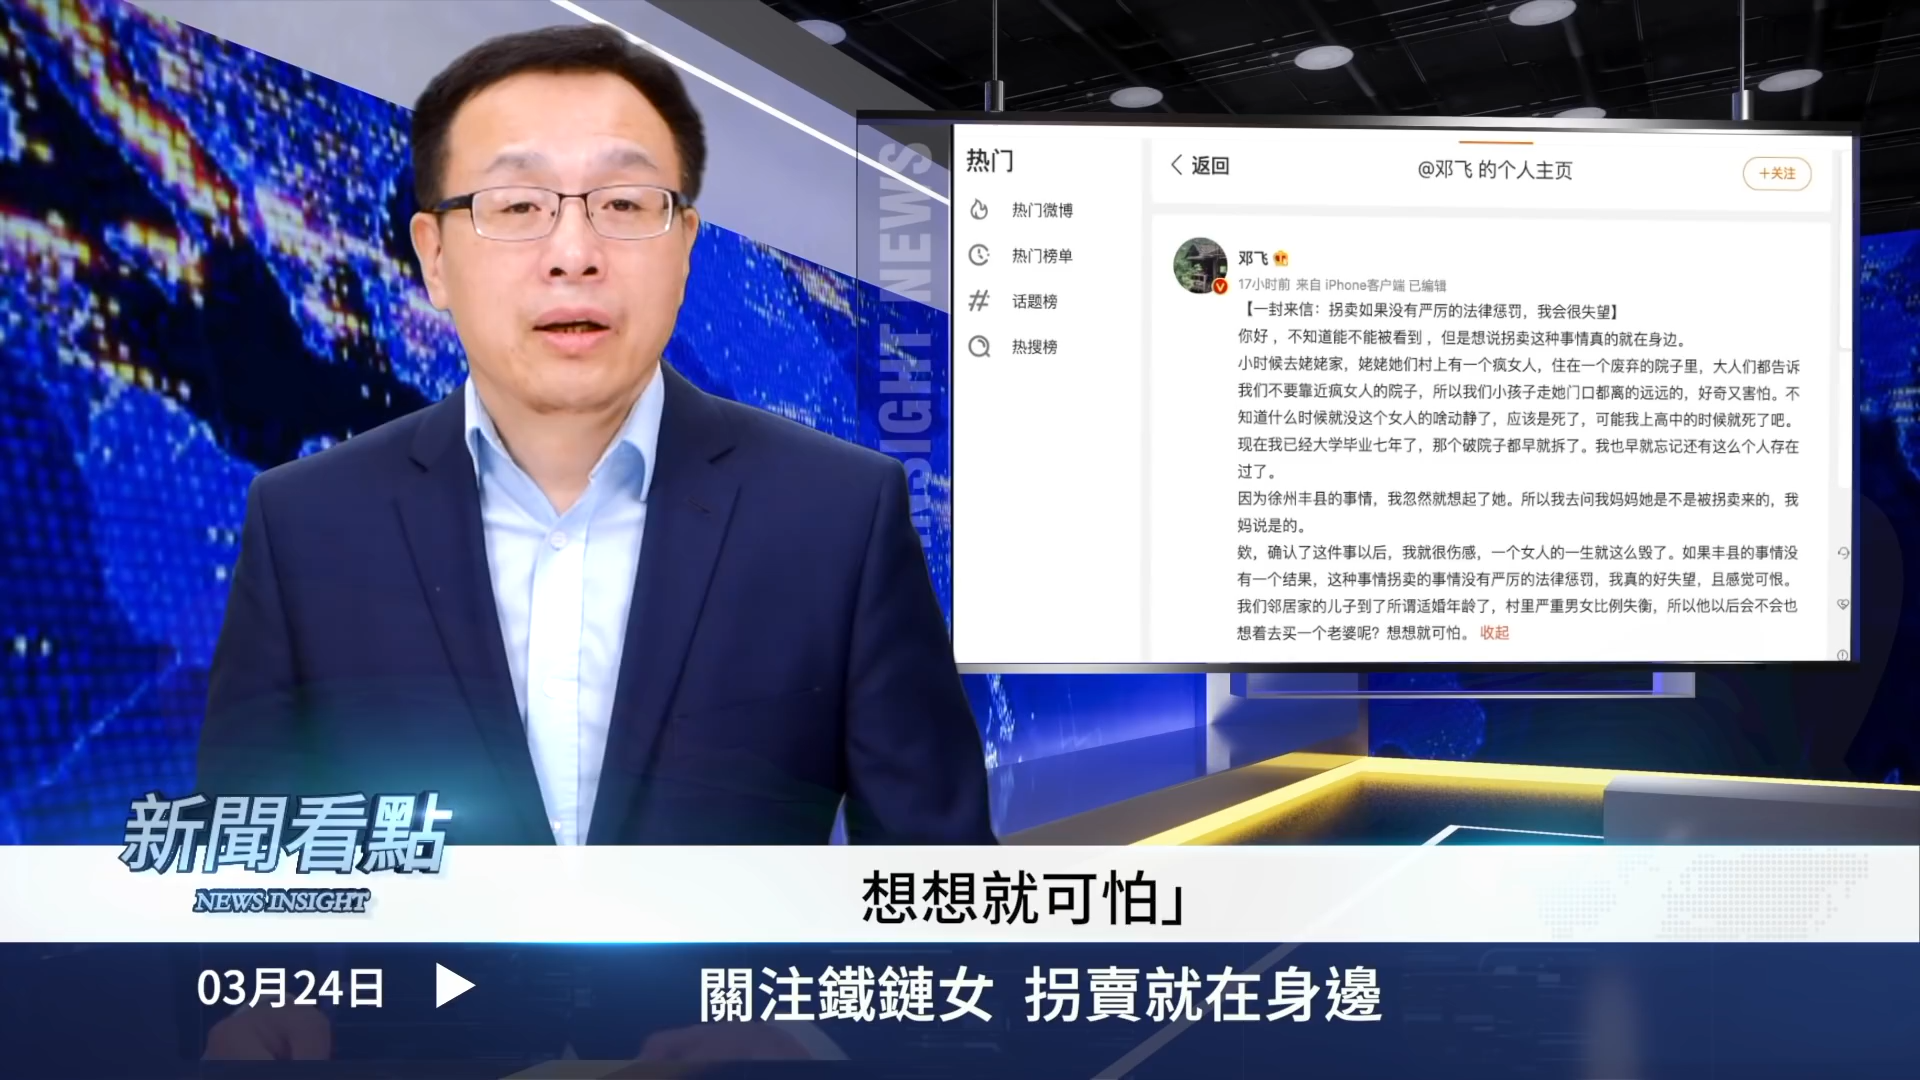 INSIGHT NEWS
热门
热门微博
热门榜单
话题榜
热搜榜
返回
@邓飞 的个人主页
+关注
邓飞
17小时前 来自 iPhone客户端 已编辑
【一封来信：拐卖如果没有严厉的法律惩罚，我会很失望】
你好，不知道能不能被看到，但是想说拐卖这种事情真的就在身边。
小时候去姥姥家，姥姥她们村上有一个疯女人，住在一个废弃的院子里，大人们都告诉
我们不要靠近疯女人的院子，所以我们小孩子走她门口都离的远远的，好奇又害怕。不
知道什么时候就没这个女人的啥动静了，应该是死了，可能我上高中的时候就死了吧。
现在我已经大学毕业七年了，那个破院子都早就拆了。我也早就忘记还有这么个人存在
过了。
因为徐州丰县的事情，我忽然就想起了她。所以我去问我妈妈她是不是被拐卖来的，我
妈说是的。
欸，确认了这件事以后，我就很伤感，一个女人的一生就这么毁了。如果丰县的事情没
有一个结果，这种事情拐卖的事情没有严厉的法律惩罚，我真的好失望，且感觉可恨。
我们邻居家的儿子到了所谓适婚年龄了，村里严重男女比例失衡，所以他以后会不会也
想着去买一个老婆呢？想想就可怕。 收起
新聞看點
NEWS INSIGHT
想想就可怕」
03月24日
關注鐵鏈女 拐賣就在身邊